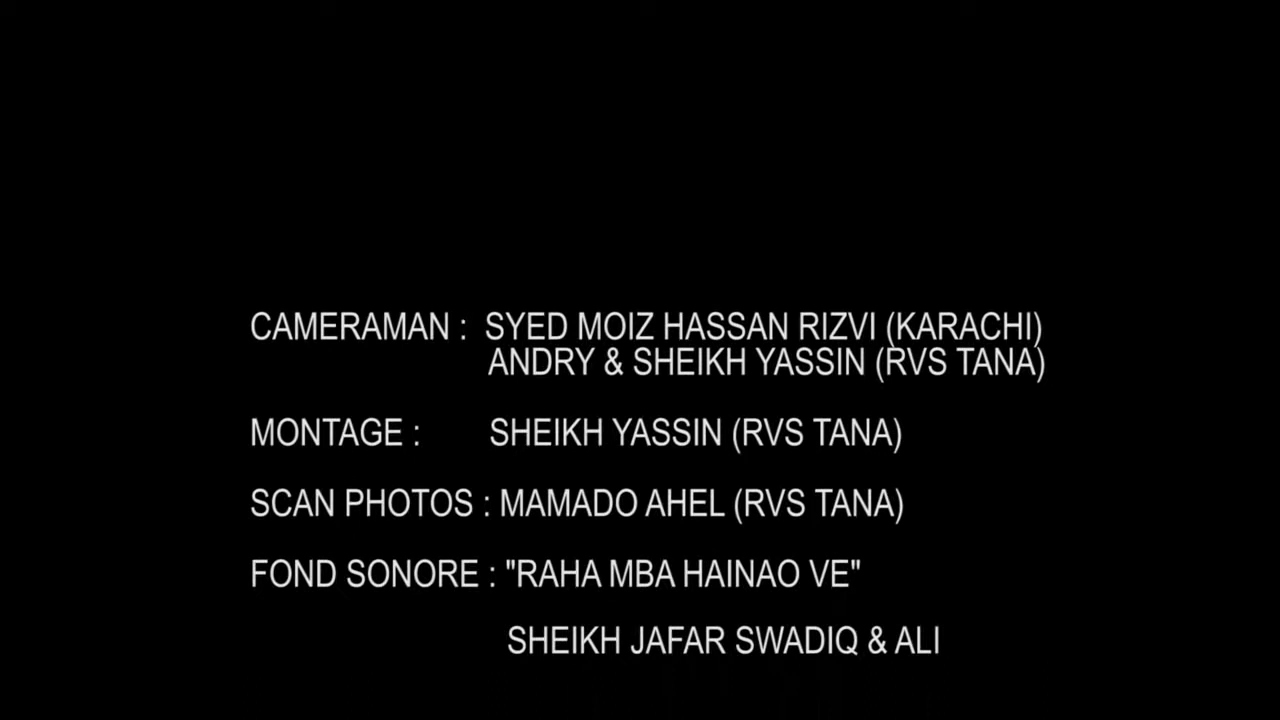 CAMERAMAN : SYED MOIZ HASSAN RIZVI (KARACHI)
ANDRY & SHEIKH YASSIN (RVS TANA)
MONTAGE : SHEIKH YASSIN (RVS TANA)
SCAN PHOTOS : MAMADO AHEL (RVS TANA)
FOND SONORE : "RAHA MBA HAINAO VE"
SHEIKH JAFAR SWADIQ & ALI